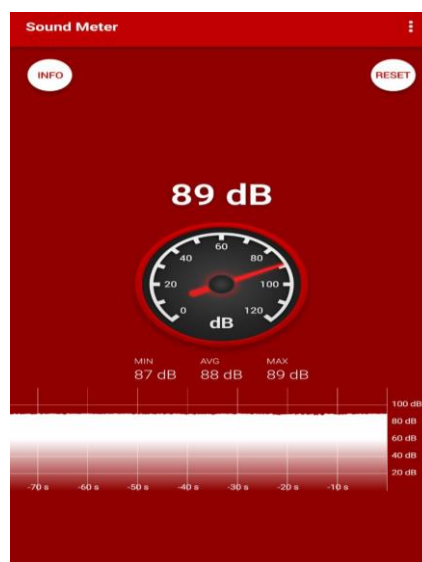 Sound Meter
INFO
RESET
89 dB
60
40
80
20
100
0
120
dB
MIN AVG MAX
87 dB 88 dB 89 dB
100 dB
80 dB
60 dB
40 dB
20 dB
-70 s -60 s -50 s -40 s -30 s -20 s -10 s